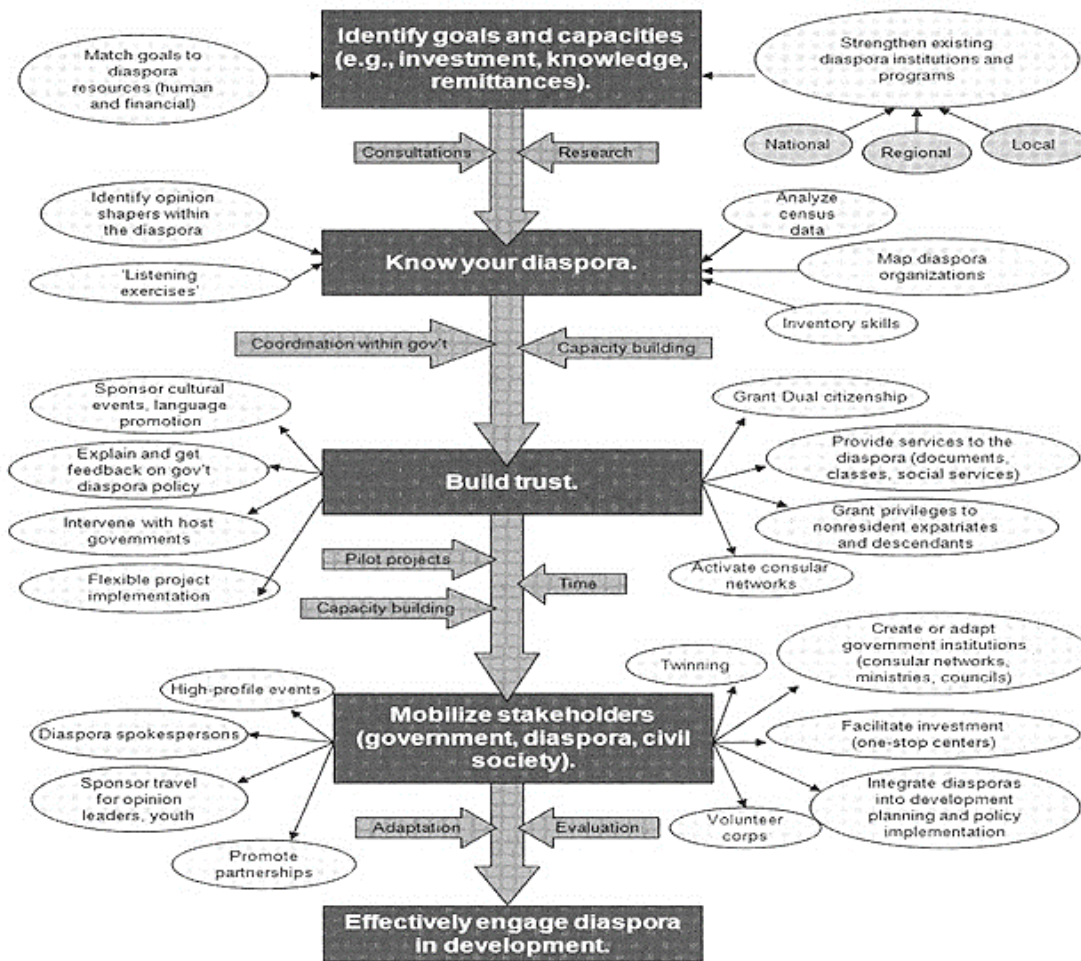 Identify goals and capacities
(e.g., investment, knowledge,
remittances).
Match goals to
diaspora
resources (human
and financial)
Strengthen existing
diaspora institutions and
programs
National
Regional
Local
Consultations
Research
Identify opinion
shapers within
the diaspora
'Listening
exercises'
Know your diaspora.
Analyze
census
data
Map diaspora
organizations
Inventory skills
Coordination within gov't
Capacity building
Sponsor cultural
events, language
promotion
Explain and get
feedback on gov't
diaspora policy
Intervene with host
governments
Flexible project
implementation
Build trust.
Grant Dual citizenship
Provide services to the
diaspora (documents,
classes, social services)
Grant privileges to
nonresident expatriates
and descendants
Activate consular
networks
Pilot projects
Time
Capacity building
High-profile events
Diaspora spokespersons
Sponsor travel
for opinion
leaders, youth
Promote
partnerships
Mobilize stakeholders
(government, diaspora, civil
society).
Twinning
Create or adapt
government institutions
(consular networks,
ministries, councils)
Facilitate investment
(one-stop centers)
Integrate diasporas
into development
planning and policy
implementation
Volunteer
corps
Adaptation
Evaluation
Effectively engage diaspora
in development.